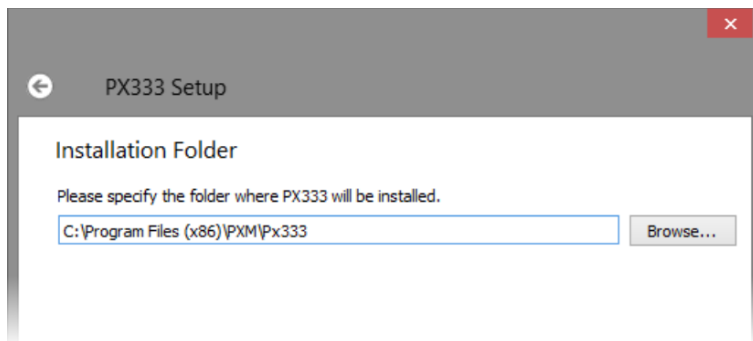 PX333 Setup
Installation Folder
Please specify the folder where PX333 will be installed.
C:\Program Files (x86)\PXM\Px333
Browse...